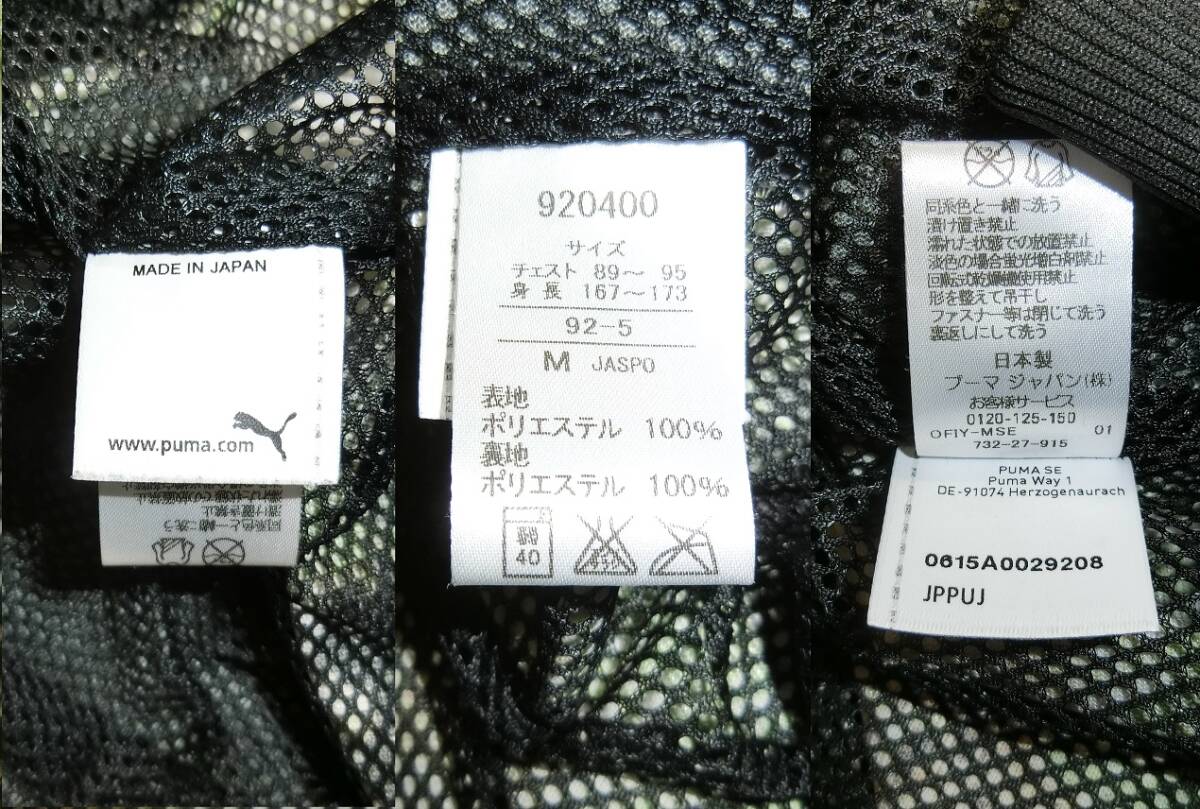 MADE IN JAPAN
www.puma.com
同系色と一緒に洗う
漬け置き禁止
920400
サイズ
チェスト 89〜 95
身長 167〜173
92-5
M JASPO
表地
ポリエステル 100%
裏地
ポリエステル 100%
40
同系色と一緒に洗う
漬け置き禁止
濡れた状態での放置禁止
淡色の場合蛍光増白剤禁止
回転式乾燥機使用禁止
形を整えて吊干し
ファスナー等は閉じて洗う
裏返しにして洗う
日本製
プーマ ジャパン(株)
お客様サービス
0120-125-150
OFIY-MSE 01
732-27-915
PUMA SE
Puma Way 1
DE-91074 Herzogenaurach
0615A0029208
JPPUJ